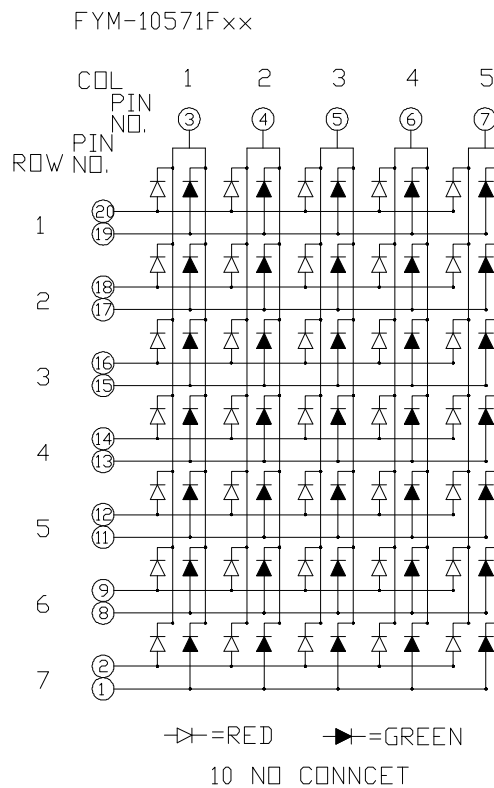 FYM-10571Fxx
COL 1 2 3 4 5
PIN NO. 3 4 5 6 7
ROW PIN NO.
1 20
19
2 18
17
3 16
15
4 14
13
5 12
11
6 9
8
7 2
1
=RED =GREEN
10 NO CONNCET